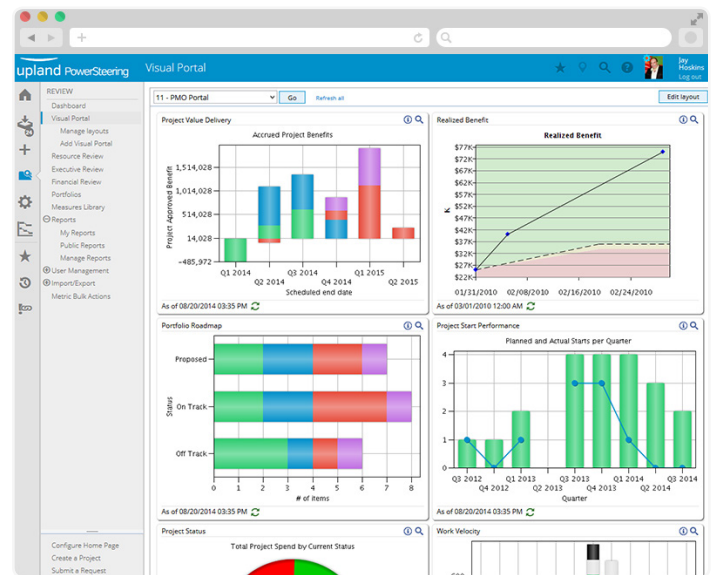 upland PowerSteering
Visual Portal
Jay
Hoskins
Log out
REVIEW
Dashboard
Visual Portal
Manage layouts
Add Visual Portal
Resource Review
Executive Review
Financial Review
Portfolios
Measures Library
Reports
My Reports
Public Reports
Manage Reports
User Management
Import/Export
Metric Bulk Actions
Configure Home Page
Create a Project
Submit a Request
11 - PMO Portal
Go
Refresh all
Edit layout
Project Value Delivery
Accrued Project Benefits
Project Approved Benefit
1,514,028
1,014,028
514,028
14,028
-485,972
Q1 2014
Q2 2014
Q3 2014
Q4 2014
Q1 2015
Q2 2015
Scheduled end date
As of 08/20/2014 03:35 PM
Realized Benefit
Realized Benefit
K
$77K
$72K
$67K
$62K
$57K
$52K
$47K
$42K
$37K
$32K
$27K
$22K
01/31/2010
02/08/2010
02/16/2010
02/24/2010
As of 03/01/2010 12:00 AM
Portfolio Roadmap
Status
Proposed
On Track
Off Track
0 1 2 3 4 5 6 7 8
# of items
As of 08/20/2014 03:35 PM
Project Start Performance
Planned and Actual Starts per Quarter
4
3
2
1
0
Q3 2012
Q4 2012
Q1 2013
Q2 2013
Q3 2013
Q4 2013
Q1 2014
Q2 2014
Q3 2014
Quarter
As of 08/20/2014 03:35 PM
Project Status
Total Project Spend by Current Status
Work Velocity